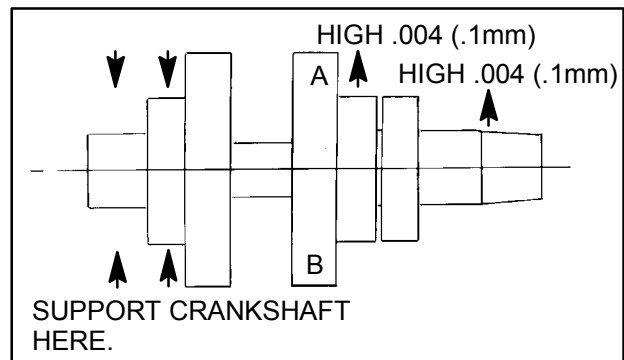 HIGH .004 (.1mm)
HIGH .004 (.1mm)
A
B
SUPPORT CRANKSHAFT
HERE.